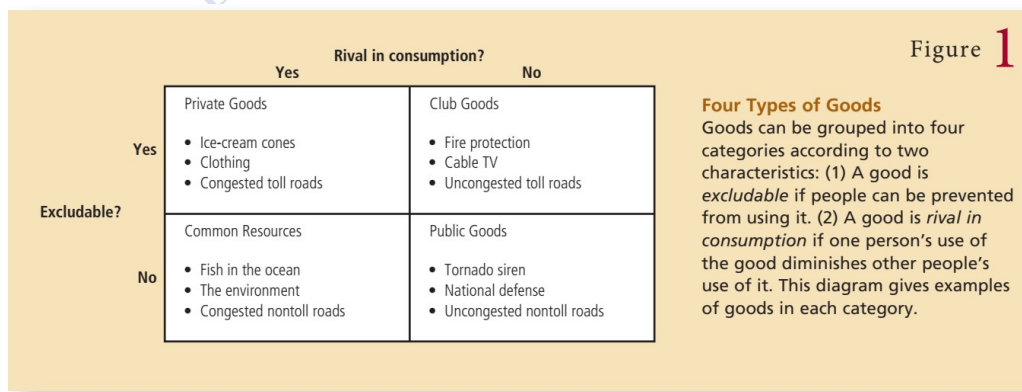 Figure 1
Rival in consumption?
Yes No
Excludable?
Yes
Private Goods
• Ice-cream cones
• Clothing
• Congested toll roads
Club Goods
• Fire protection
• Cable TV
• Uncongested toll roads
No
Common Resources
• Fish in the ocean
• The environment
• Congested nontoll roads
Public Goods
• Tornado siren
• National defense
• Uncongested nontoll roads
Four Types of Goods
Goods can be grouped into four
categories according to two
characteristics: (1) A good is
excludable if people can be prevented
from using it. (2) A good is rival in
consumption if one person's use of
the good diminishes other people's
use of it. This diagram gives examples
of goods in each category.